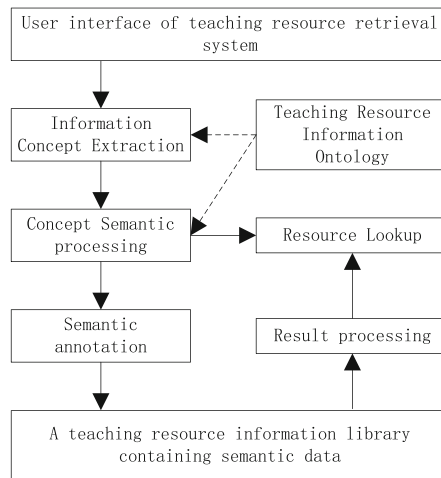 User interface of teaching resource retrieval
system
Information
Concept Extraction
Teaching Resource
Information
Ontology
Concept Semantic
processing
Resource Lookup
Semantic
annotation
Result processing
A teaching resource information library
containing semantic data